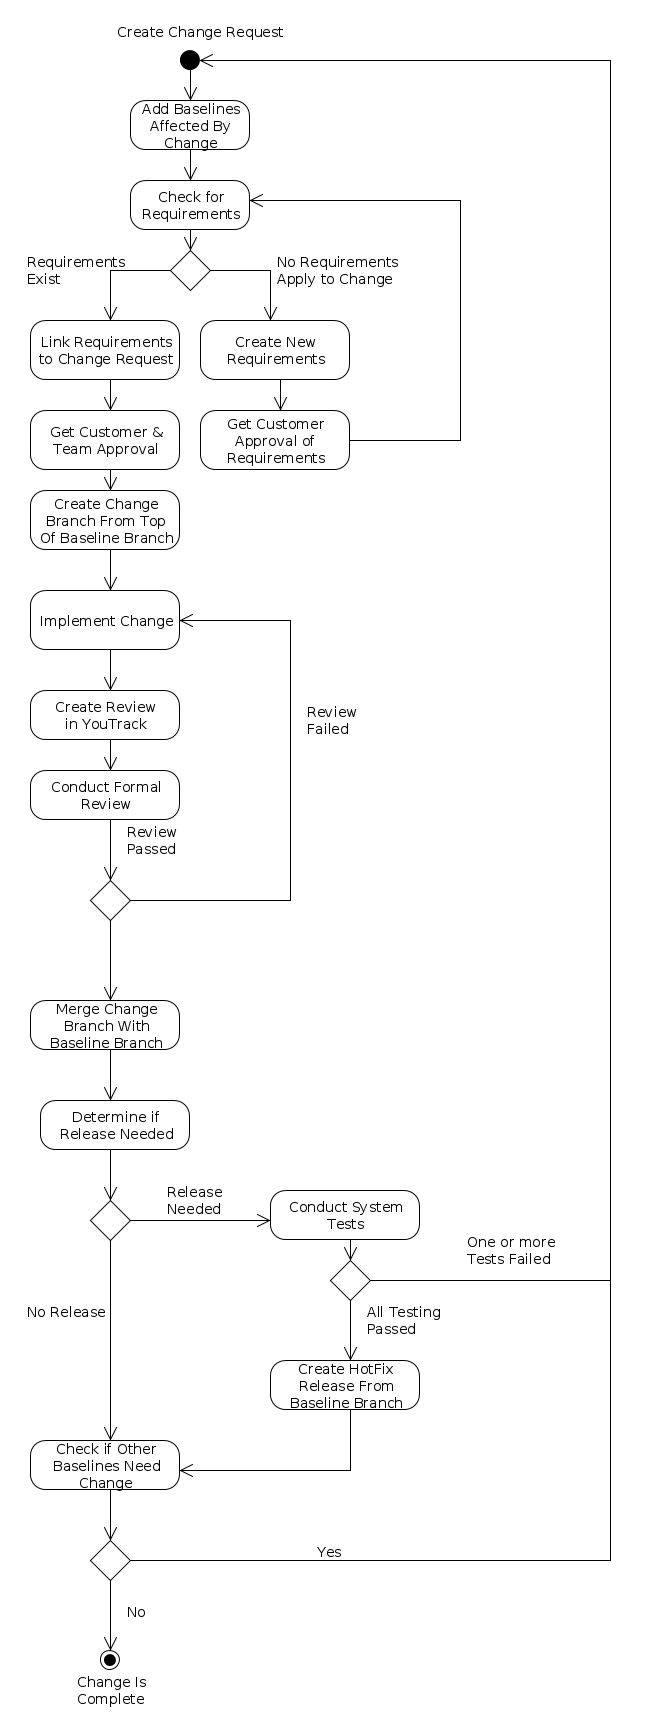 Create Change Request
Add Baselines
Affected By
Change
Check for
Requirements
Requirements
Exist
No Requirements
Apply to Change
Link Requirements
to Change Request
Create New
Requirements
Get Customer &
Team Approval
Get Customer
Approval of
Requirements
Create Change
Branch From Top
Of Baseline Branch
Implement Change
Create Review
in YouTrack
Review
Failed
Conduct Formal
Review
Review
Passed
Merge Change
Branch With
Baseline Branch
Determine if
Release Needed
Release
Needed
Conduct System
Tests
One or more
Tests Failed
No Release
All Testing
Passed
Create HotFix
Release From
Baseline Branch
Check if Other
Baselines Need
Change
Yes
No
Change Is
Complete